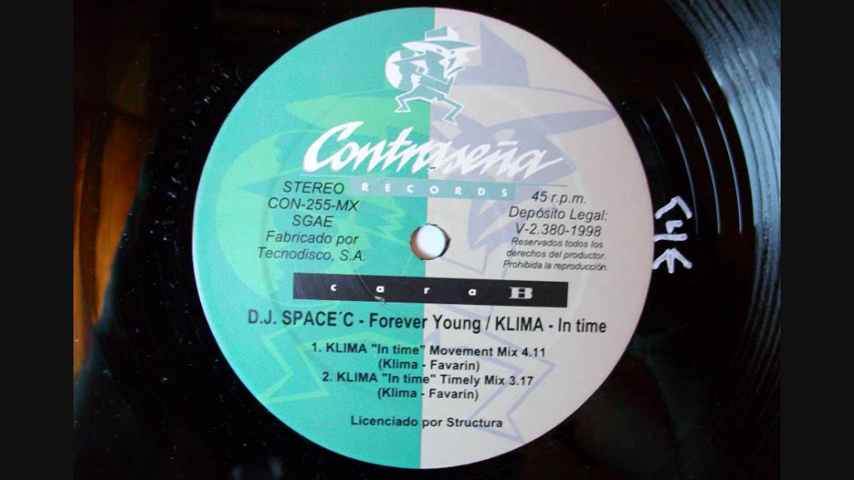 Contraseña
RECORDS
STEREO
CON-255-MX
SGAE
Fabricado por
Tecnodisco, S.A.
45 r.p.m.
Depósito Legal:
V-2.380-1998
Reservados todos los
derechos del productor.
Prohibida la reproducción.
cara B
D.J. SPACE´C - Forever Young / KLIMA - In time
1. KLIMA "In time" Movement Mix 4.11
(Klima - Favarin)
2. KLIMA "In time" Timely Mix 3.17
(Klima - Favarin)
Licenciado por Structura